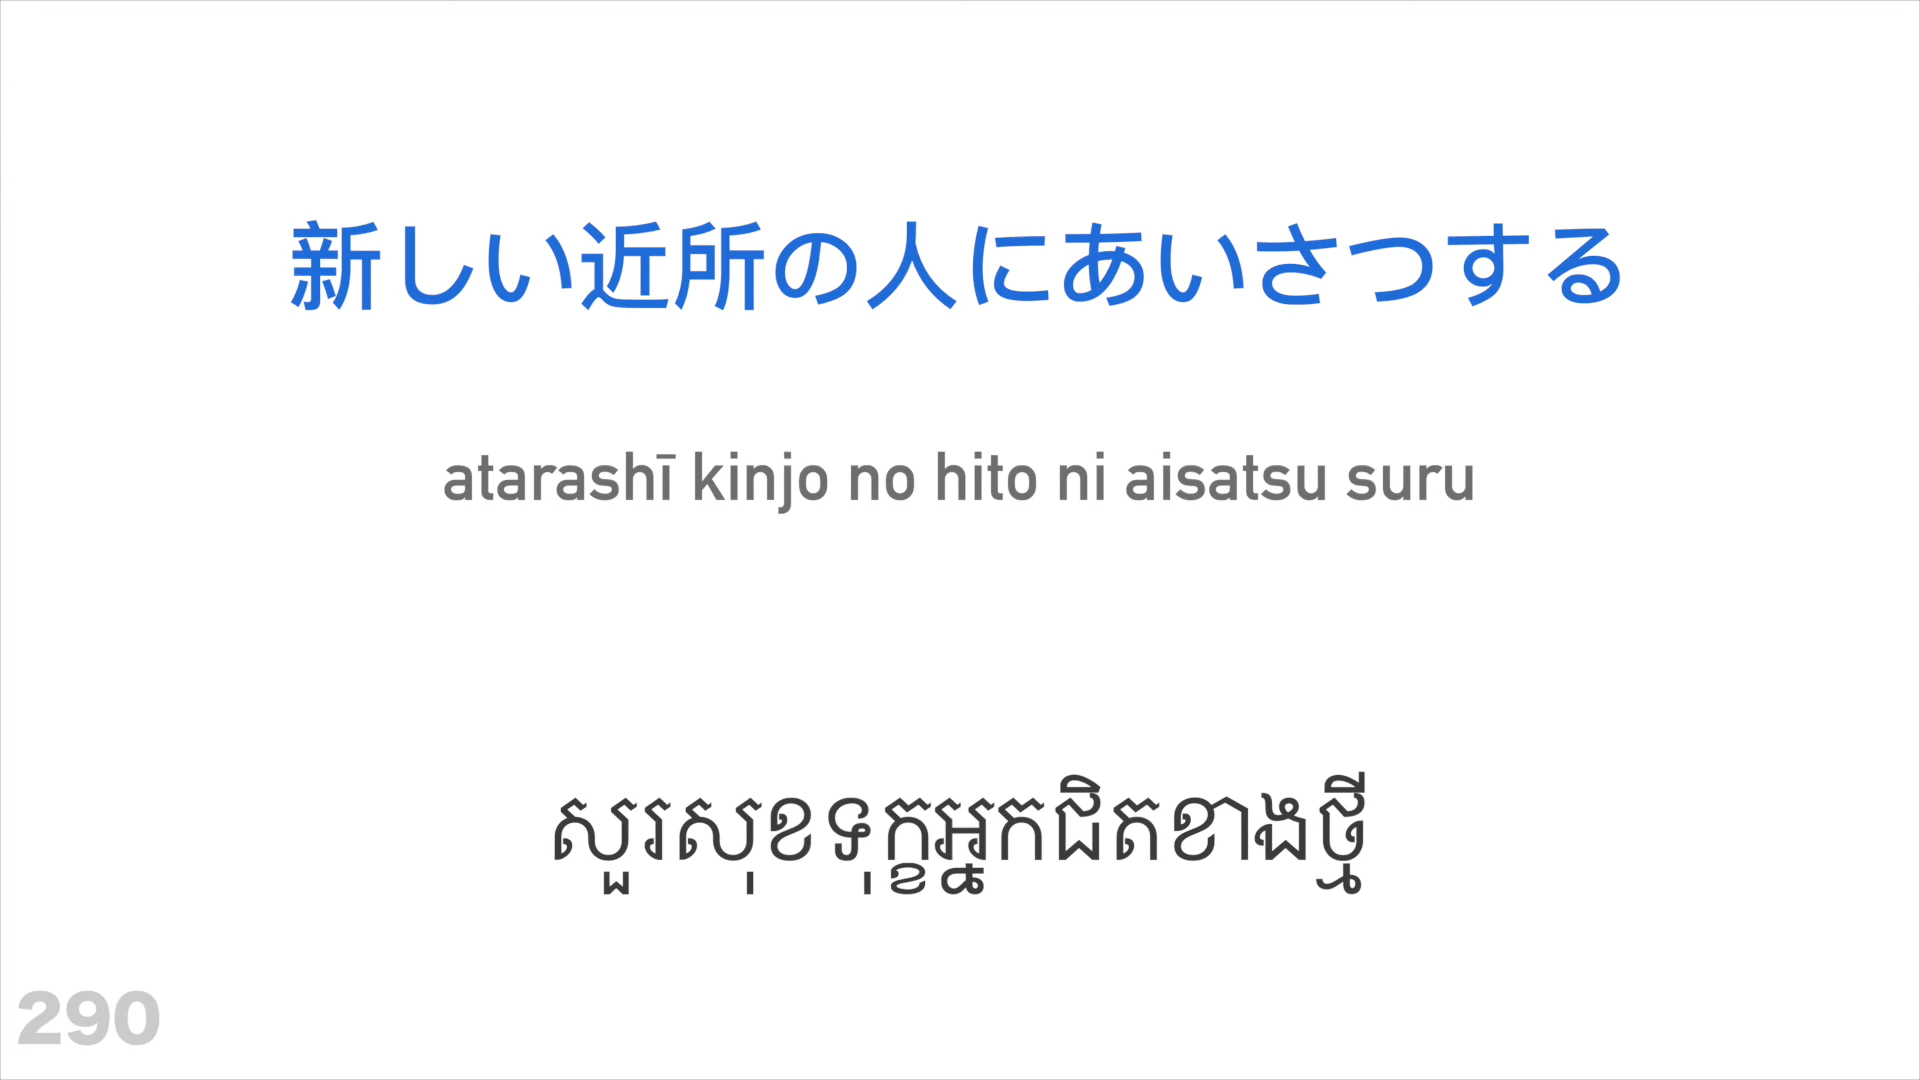 新しい近所の人にあいさつする
atarashī kinjo no hito ni aisatsu suru
សួរសុខទុក្ខអ្នកជិតខាងថ្មី
290